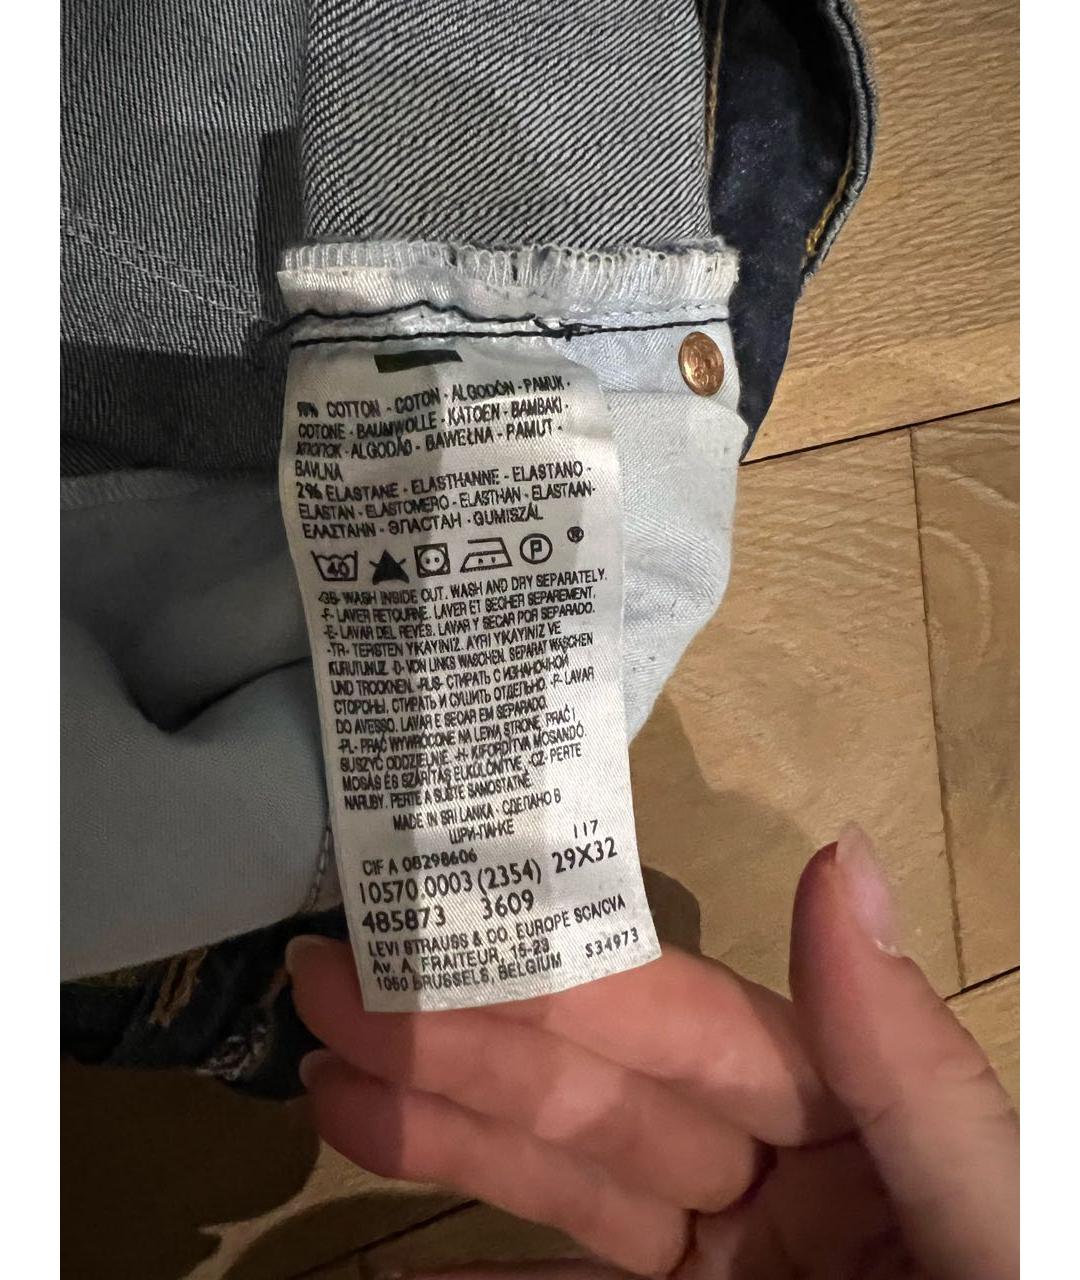 98% COTTON - COTON - ALGODÓN - PAMUK -
COTONE - BAUMWOLLE - KATOEN - BAMBAKI -
ХЛОПОК - ALGODÃO - BAWEŁNA - PAMUT -
BAVLNA
2% ELASTANE - ELASTHANNE - ELASTANO -
ELASTAN - ELASTOMERO - ELASTHAN - ELASTAAN-
ΕΛΑΣΤΑΗΝ - ЭЛАСТАН - GUMISZÁL
40 P ®
-GB- WASH INSIDE OUT. WASH AND DRY SEPARATELY.
-F- LAVER RETOURNE. LAVER ET SECHER SEPAREMENT.
-E- LAVAR DEL REVÉS. LAVAR Y SECAR POR SEPARADO.
-TR- TERSTEN YIKAYINIZ. AYRI YIKAYINIZ VE
KURUTUNUZ. -D- VON LINKS WASCHEN. SEPARAT WASCHEN
UND TROCKNEN. -RUS- СТИРАТЬ С ИЗНАНОЧНОЙ
СТОРОНЫ. СТИРАТЬ И СУШИТЬ ОТДЕЛЬНО. -P- LAVAR
DO AVESSO. LAVAR E SECAR EM SEPARADO.
-PL- PRAĆ WYWRÓCONE NA LEWĄ STRONĘ, PRAĆ I
SUSZYĆ ODDZIELNIE. -H- KIFORDÍTVA MOSANDÓ.
MOSÁS ÉS SZÁRÍTÁS ELKÜLÖNÍTVE. -CZ- PERTE
NARUBY. PERTE A SUŠTE SAMOSTATNĚ.
MADE IN SRI LANKA - СДЕЛАНО В
ШРИ-ЛАНКЕ 117
CIF A 08298606
10570.0003 (2354) 29X32
485873 3609
LEVI STRAUSS & CO. EUROPE SCA/CVA
AV. A. FRAITEUR, 15-23 S34973
1050 BRUSSELS, BELGIUM